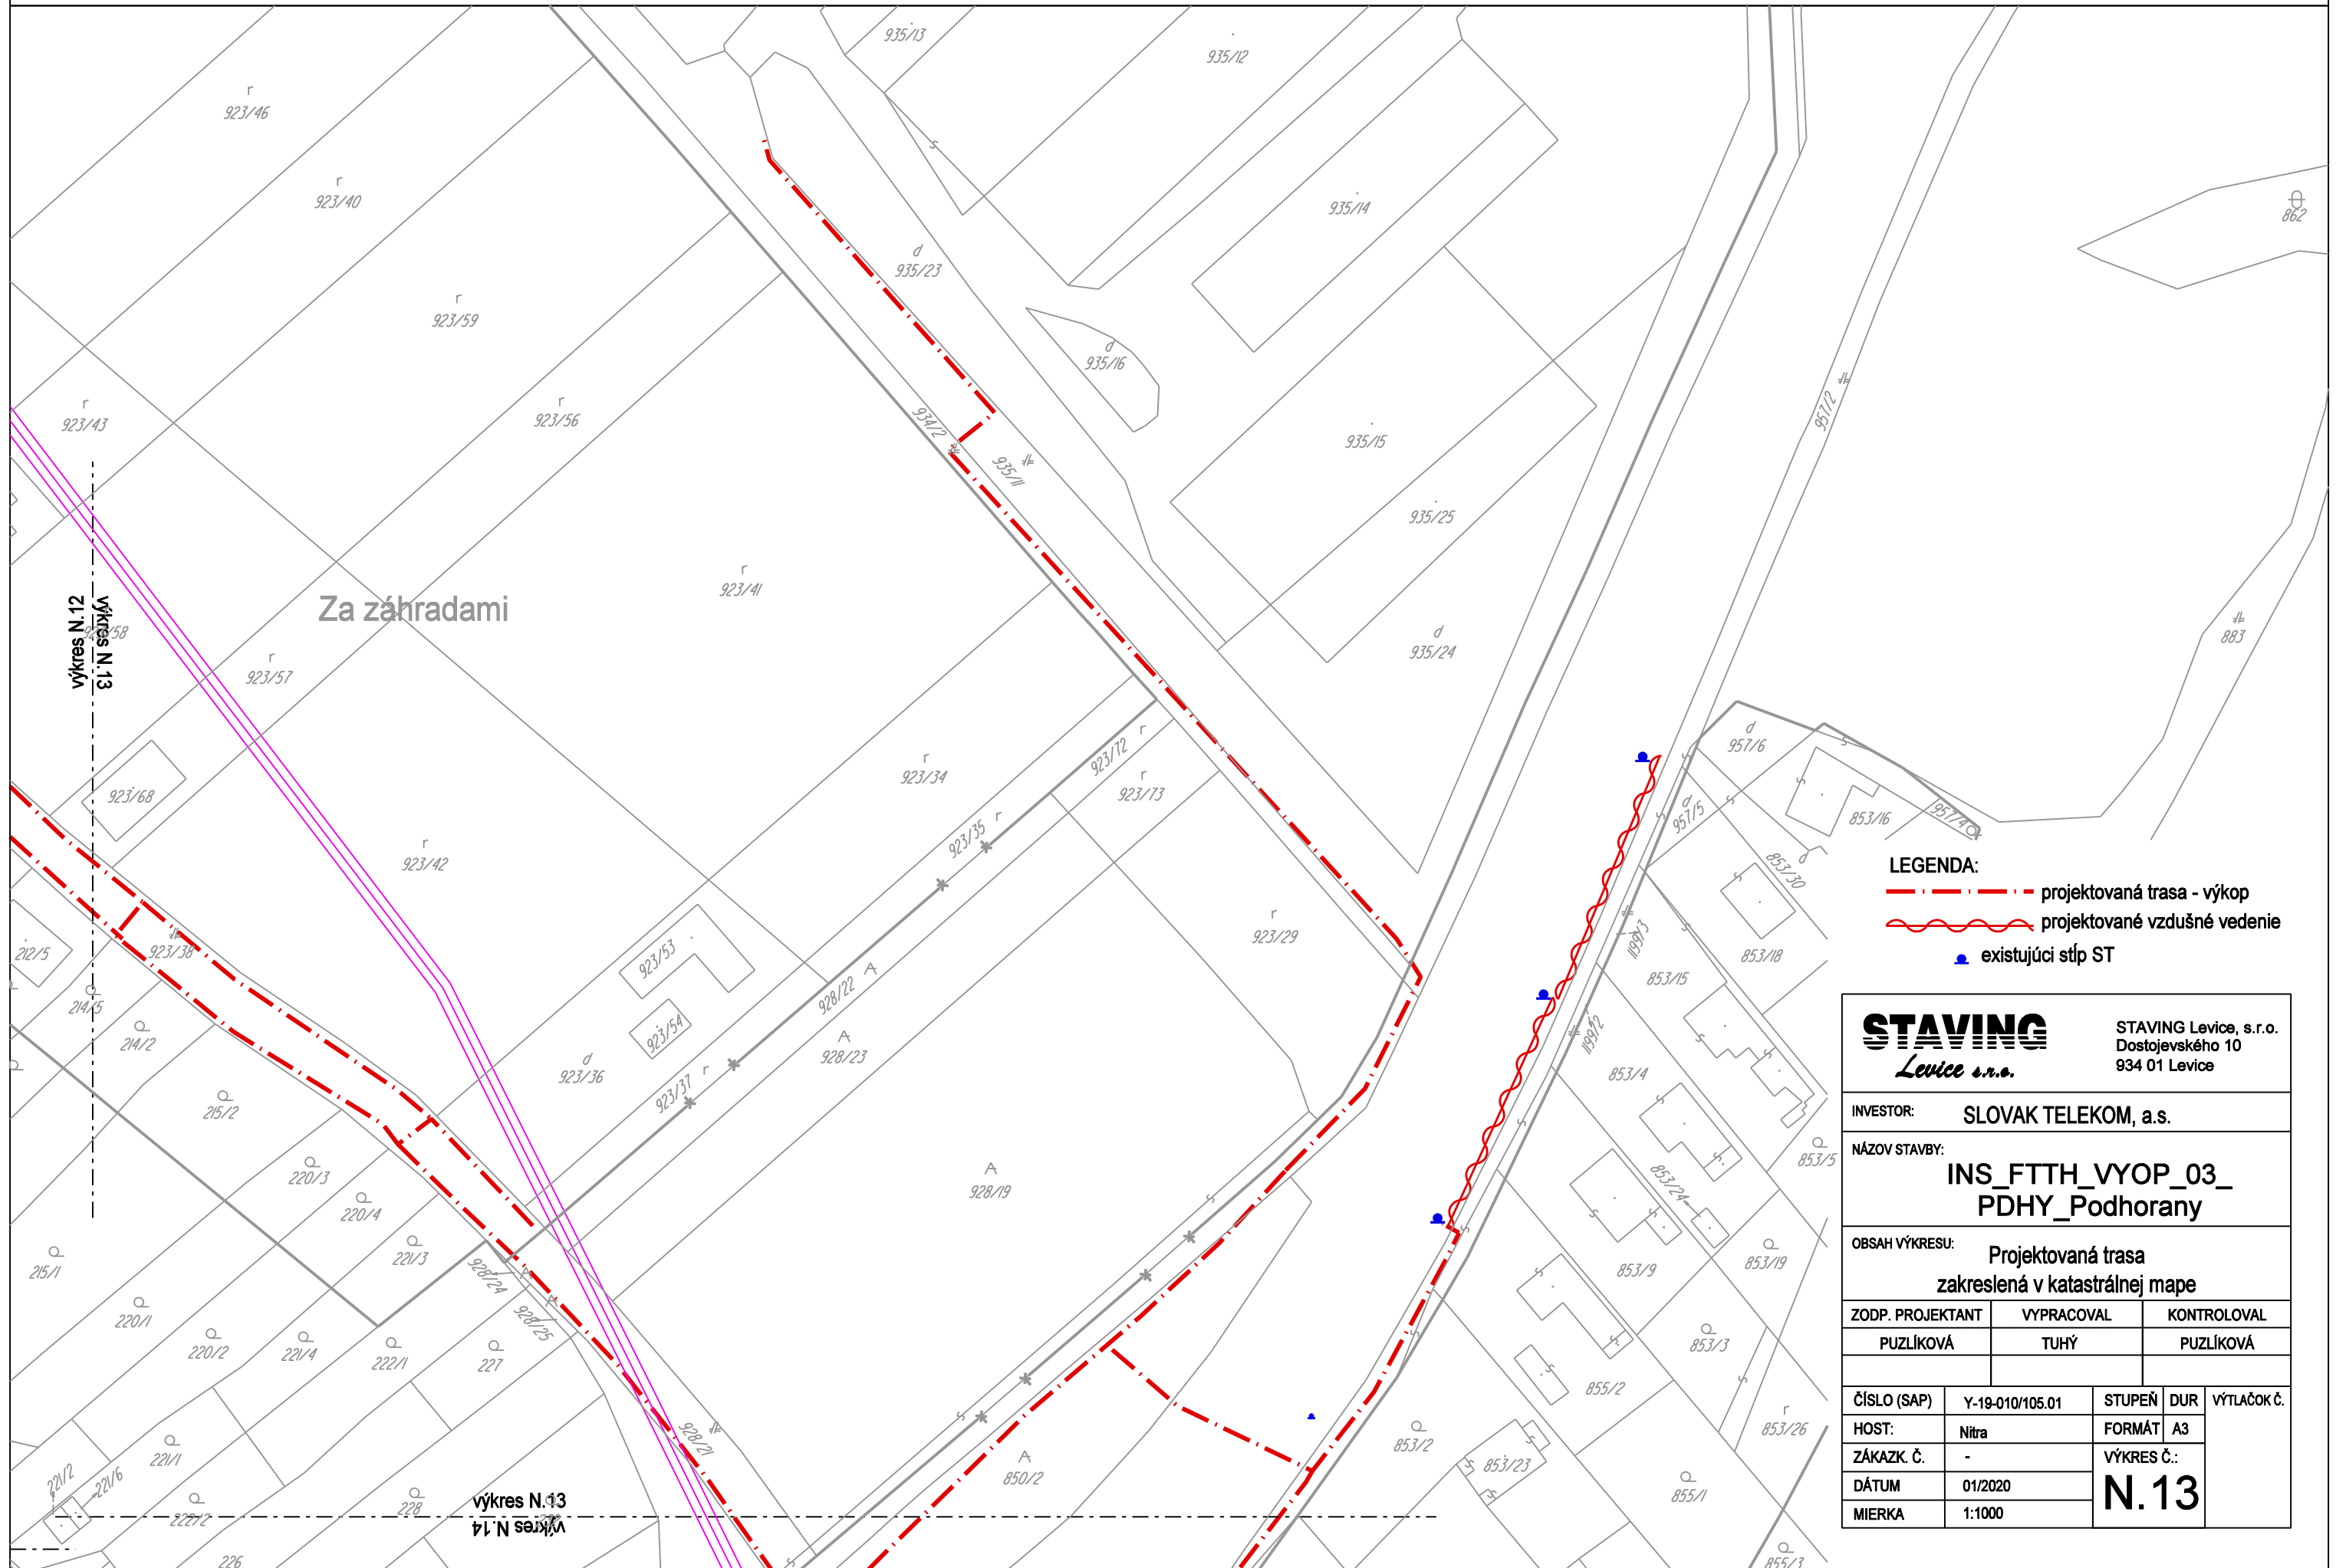 935/13
935/12
r
923/46
r
923/40
935/14
862
d
935/23
r
923/59
d
935/16
r
923/43
r
923/56
934/2
935/11
935/15
957/2
935/25
r
923/41
Za záhradami
výkres N.12
výkres N.13
r
923/57
d
935/24
883
923/68
r
923/34
923/72 r
r
923/73
d
957/6
d
957/5
853/16
957/4
r
923/42
923/35 r
853/30
d
LEGENDA:
projektovaná trasa - výkop
projektované vzdušné vedenie
existujúci stĺp ST
212/5
923/38
923/53
r
923/29
1199/3
853/18
853/15
214/5
214/2
928/22
923/54
928/23
1199/2
d
923/36
923/37 r
853/4
215/2
220/3
220/4
928/19
853/24
853/5
221/3
215/1
928/24
853/9
853/19
220/1
928/25
220/2
221/4
222/1
227
853/3
855/2
928/21
853/2
r
853/26
221/2
221/6
221/1
850/2
853/23
855/1
222/2
228
výkres N.13
výkres N.14
226
855/3
STAVING
Levice s.r.o.
STAVING Levice, s.r.o.
Dostojevského 10
934 01 Levice
INVESTOR: SLOVAK TELEKOM, a.s.
NÁZOV STAVBY:
INS_FTTH_VYOP_03_
PDHY_Podhorany
OBSAH VÝKRESU: Projektovaná trasa
zakreslená v katastrálnej mape
ZODP. PROJEKTANT VYPRACOVAL KONTROLOVAL
PUZLÍKOVÁ TUHÝ PUZLÍKOVÁ
ČÍSLO (SAP) Y-19-010/105.01 STUPEŇ DUR VÝTLAČOK Č.
HOST: Nitra FORMÁT A3
ZÁKAZK. Č. - VÝKRES Č.:
DÁTUM 01/2020 N.13
MIERKA 1:1000